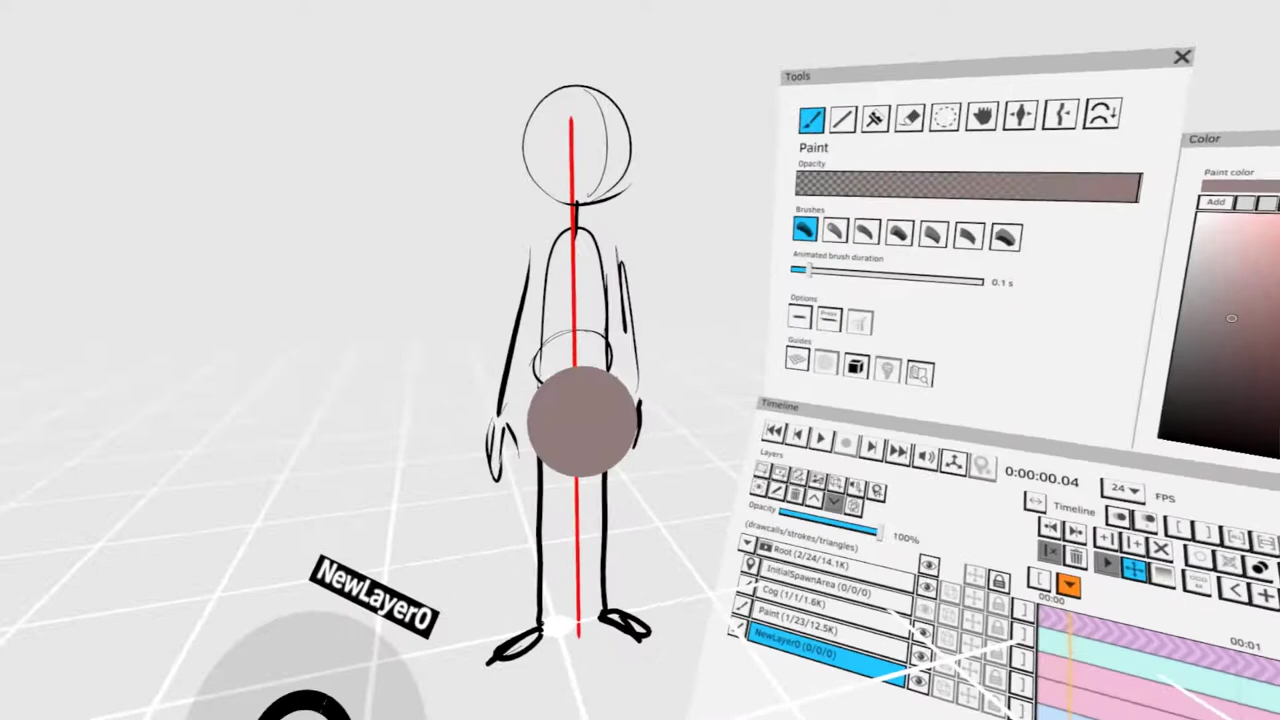 Tools
Paint
Opacity
Brushes
Animated brush duration
0.1 s
Options
Guides
Color
Paint color
Add
Timeline
Layers
0:00:00.04
24
FPS
Timeline
Opacity
100%
(drawcalls/strokes/triangles)
Root (2/24/14.1K)
InitialSpawnArea (0/0/0)
Cog (1/1/1.6K)
Paint (1/23/12.5K)
NewLayer0 (0/0/0)
00:00
00:01
NewLayer0